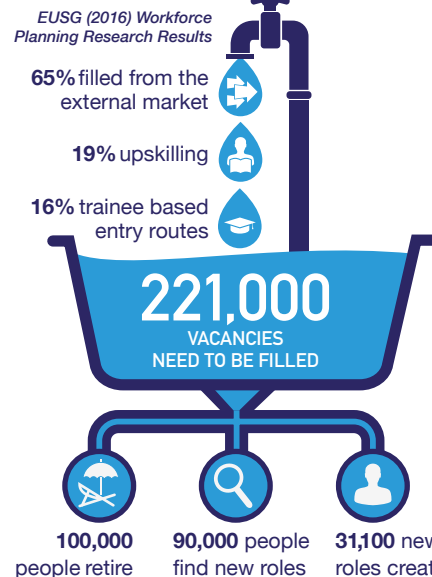 EUSG (2016) Workforce
Planning Research Results
65% filled from the
external market
19% upskilling
16% trainee based
entry routes
221,000
VACANCIES
NEED TO BE FILLED
100,000
people retire
90,000 people
find new roles
31,100 new
roles